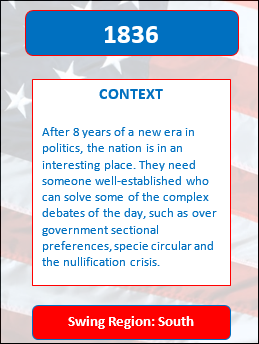 1836
CONTEXT
After 8 years of a new era in
politics, the nation is in an
interesting place. They need
someone well-established who
can solve some of the complex
debates of the day, such as over
government sectional
preferences, specie circular and
the nullification crisis.
Swing Region: South